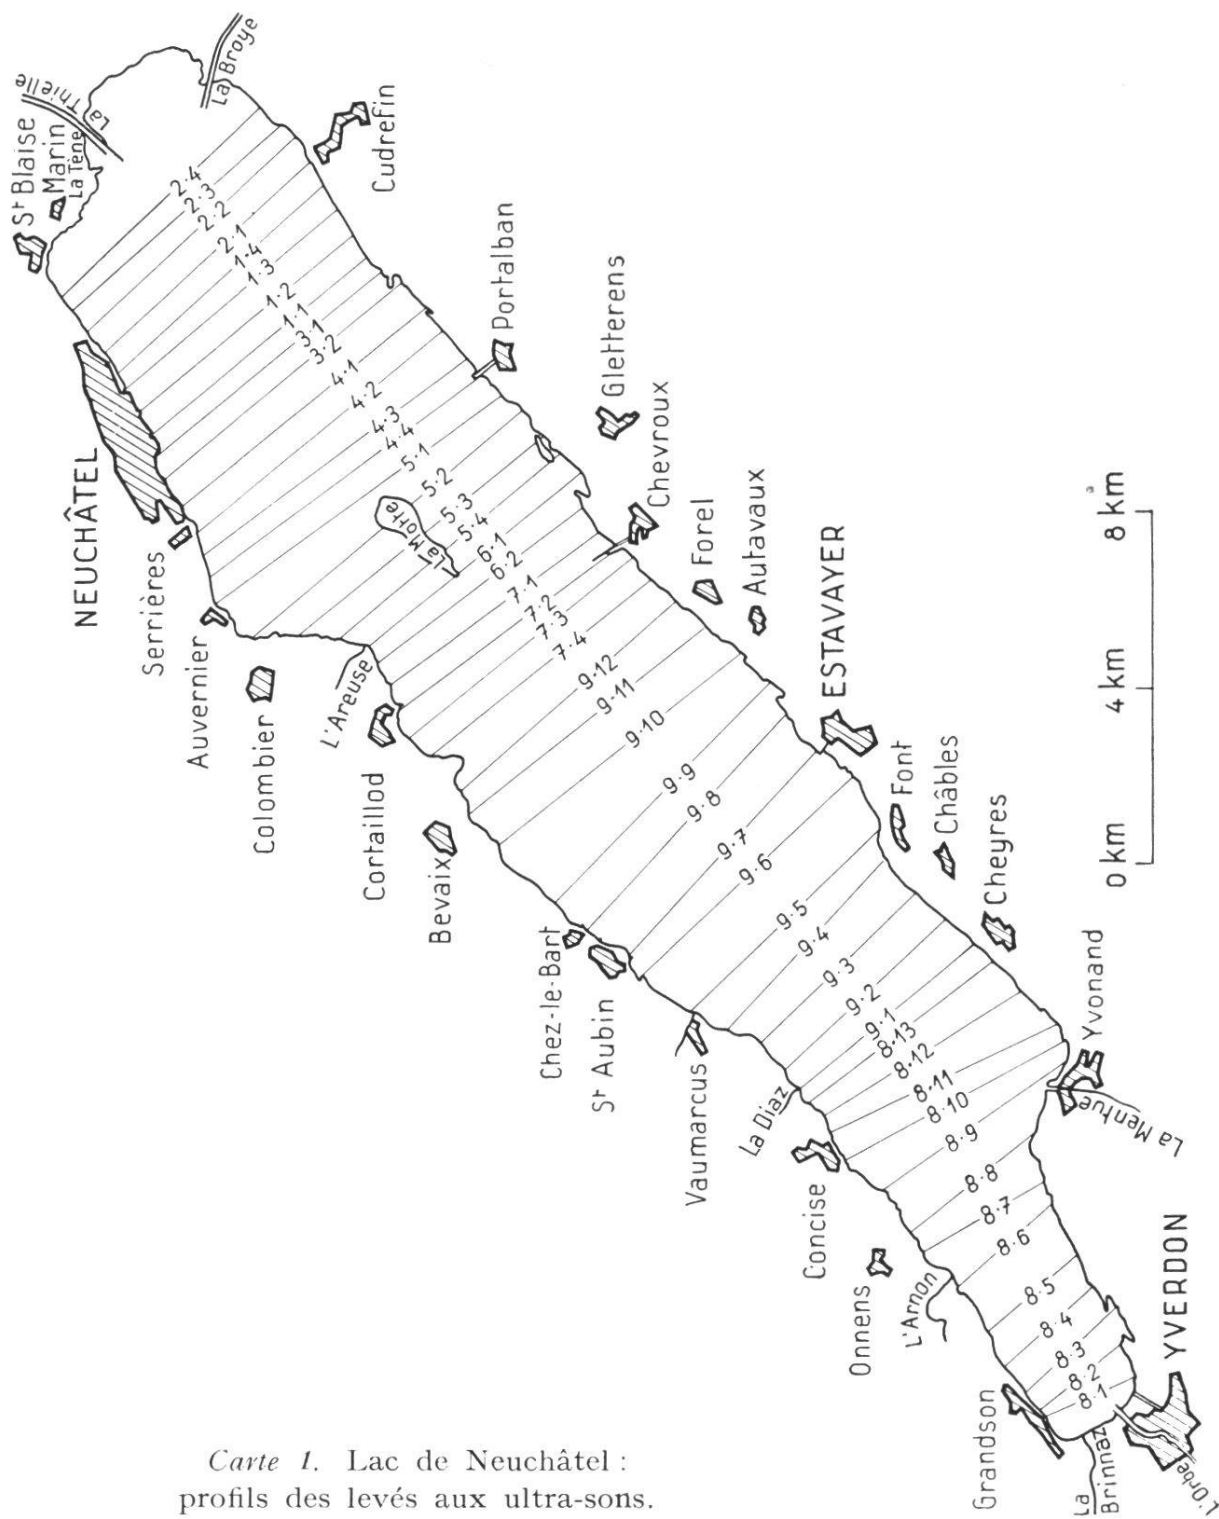 La Broye
La Thielle
St Blaise
Marin
La Tène
Cudrefin
NEUCHÂTEL
Portalban
Gletterens
Serrières
Chevroux
La Motte
Auvernier
Forel
Colombier
L'Areuse
Autavaux
Cortaillod
ESTAVAYER
Bevaix
Font
Châbles
Chez-le-Bart
Cheyres
St Aubin
Yvonand
Vaumarcus
La Diaz
La Mentue
Concise
Onnens
L'Arnon
YVERDON
Grandson
La
Brinnaz
L'Orbe
2·4
2·3
2·2
2·1
1·4
1·3
1·2
1·1
3·1
3·2
4·1
4·2
4·3
4·4
5·1
5·2
5·3
5·4
6·1
6·2
7·1
7·2
7·3
7·4
9·12
9·11
9·10
9·9
9·8
9·7
9·6
9·5
9·4
9·3
9·2
9·1
8·13
8·12
8·11
8·10
8·9
8·8
8·7
8·6
8·5
8·4
8·3
8·2
8·1
0 km
4 km
8 km
Carte 1. Lac de Neuchâtel :
profils des levés aux ultra-sons.